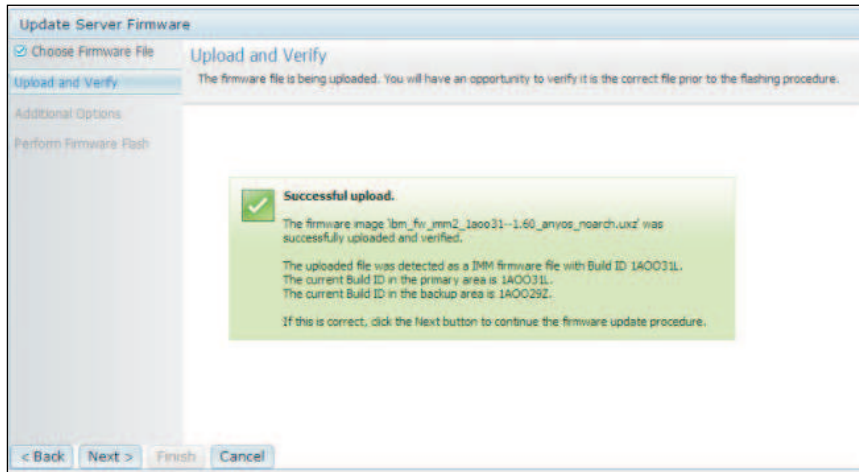 Update Server Firmware
Choose Firmware File
Upload and Verify
Additional Options
Perform Firmware Flash
Upload and Verify
The firmware file is being uploaded. You will have an opportunity to verify it is the correct file prior to the flashing procedure.
Successful upload.
The firmware image 'ibm_fw_imm2_1aoo31--1.60_anyos_noarch.uxz' was
successfully uploaded and verified.
The uploaded file was detected as a IMM firmware file with Build ID 1AOO31L.
The current Build ID in the primary area is 1AOO31L.
The current Build ID in the backup area is 1AOO29Z.
If this is correct, click the Next button to continue the firmware update procedure.
< Back Next > Finish Cancel